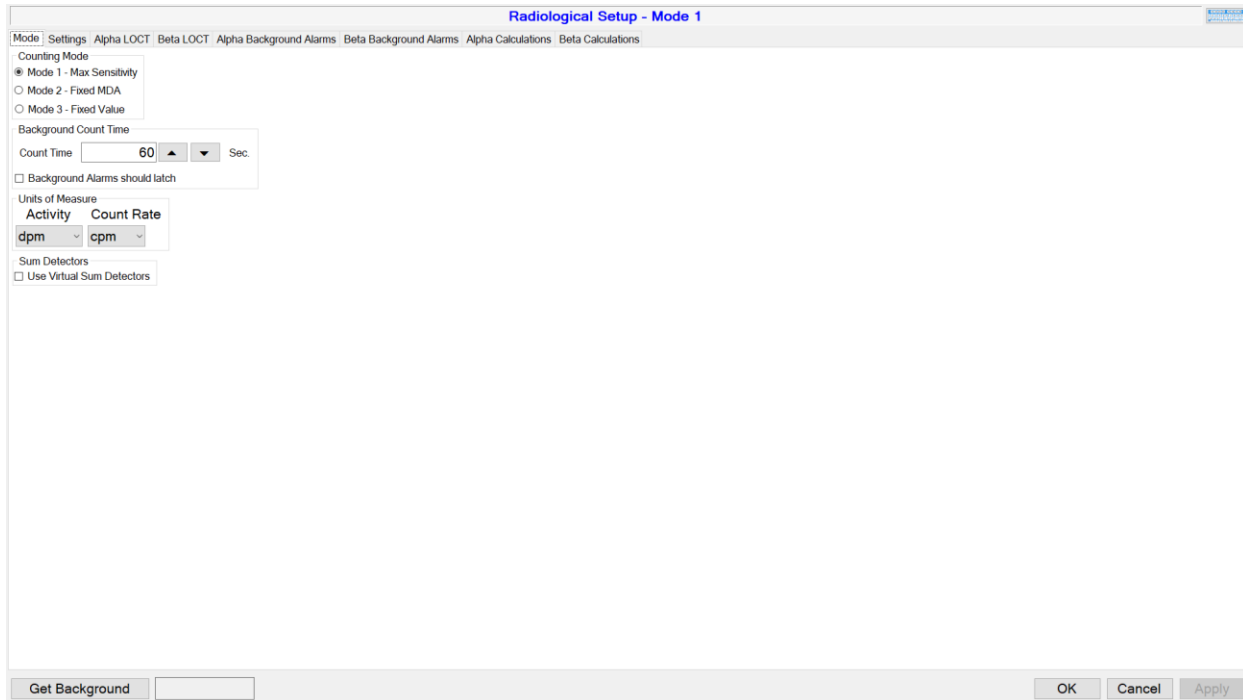 Radiological Setup - Mode 1
Mode Settings Alpha LOCT Beta LOCT Alpha Background Alarms Beta Background Alarms Alpha Calculations Beta Calculations
Counting Mode
Mode 1 - Max Sensitivity
Mode 2 - Fixed MDA
Mode 3 - Fixed Value
Background Count Time
Count Time 60 Sec.
Background Alarms should latch
Units of Measure
Activity Count Rate
dpm cpm
Sum Detectors
Use Virtual Sum Detectors
Get Background OK Cancel Apply